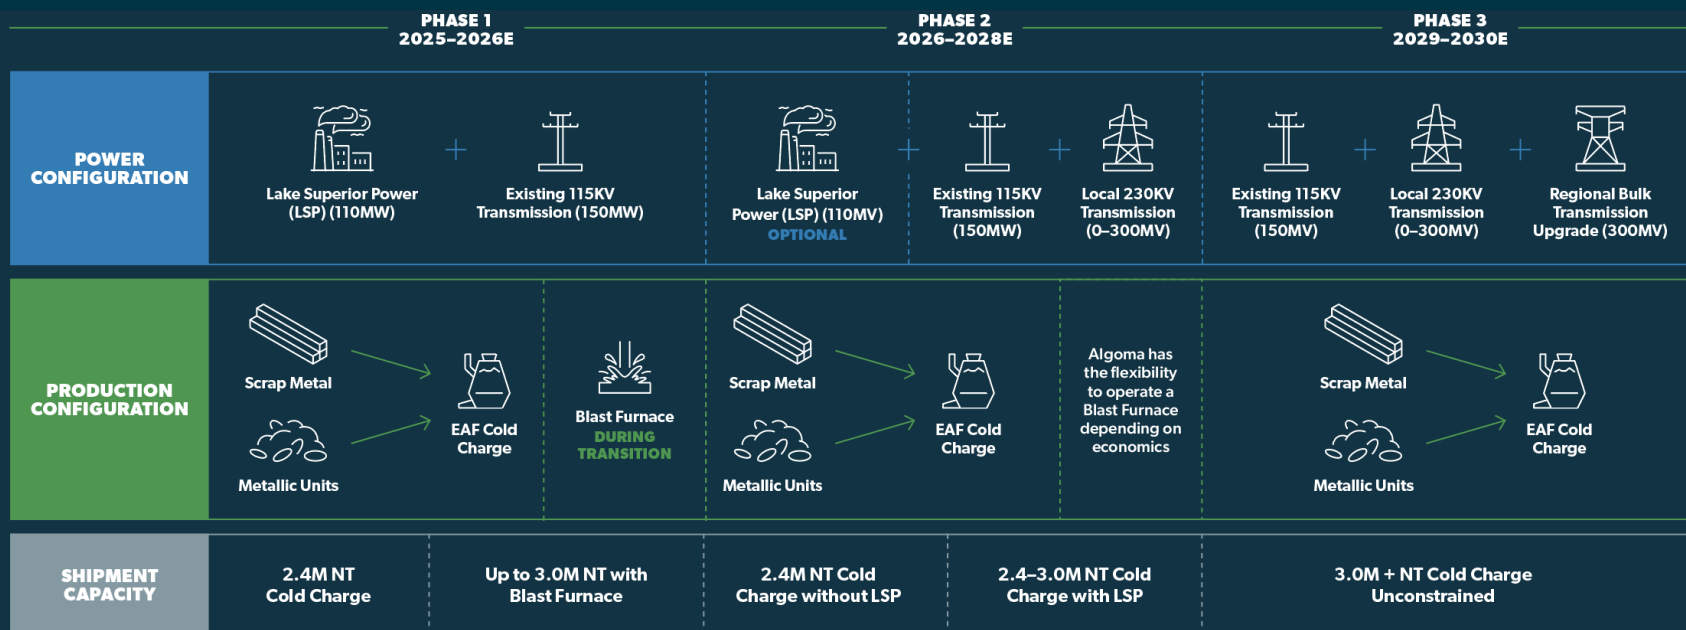 PHASE 1
2025–2026E
PHASE 2
2026–2028E
PHASE 3
2029–2030E
POWER
CONFIGURATION
Lake Superior Power
(LSP) (110MW)
Existing 115KV
Transmission (150MW)
Lake Superior
Power (LSP) (110MV)
OPTIONAL
Existing 115KV
Transmission
(150MW)
Local 230KV
Transmission
(0–300MV)
Existing 115KV
Transmission
(150MV)
Local 230KV
Transmission
(0–300MV)
Regional Bulk
Transmission
Upgrade (300MV)
PRODUCTION
CONFIGURATION
Scrap Metal
Metallic Units
EAF Cold
Charge
Blast Furnace
DURING
TRANSITION
Scrap Metal
Metallic Units
EAF Cold
Charge
Algoma has
the flexibility
to operate a
Blast Furnace
depending on
economics
Scrap Metal
Metallic Units
EAF Cold
Charge
SHIPMENT
CAPACITY
2.4M NT
Cold Charge
Up to 3.0M NT with
Blast Furnace
2.4M NT Cold
Charge without LSP
2.4–3.0M NT Cold
Charge with LSP
3.0M + NT Cold Charge
Unconstrained